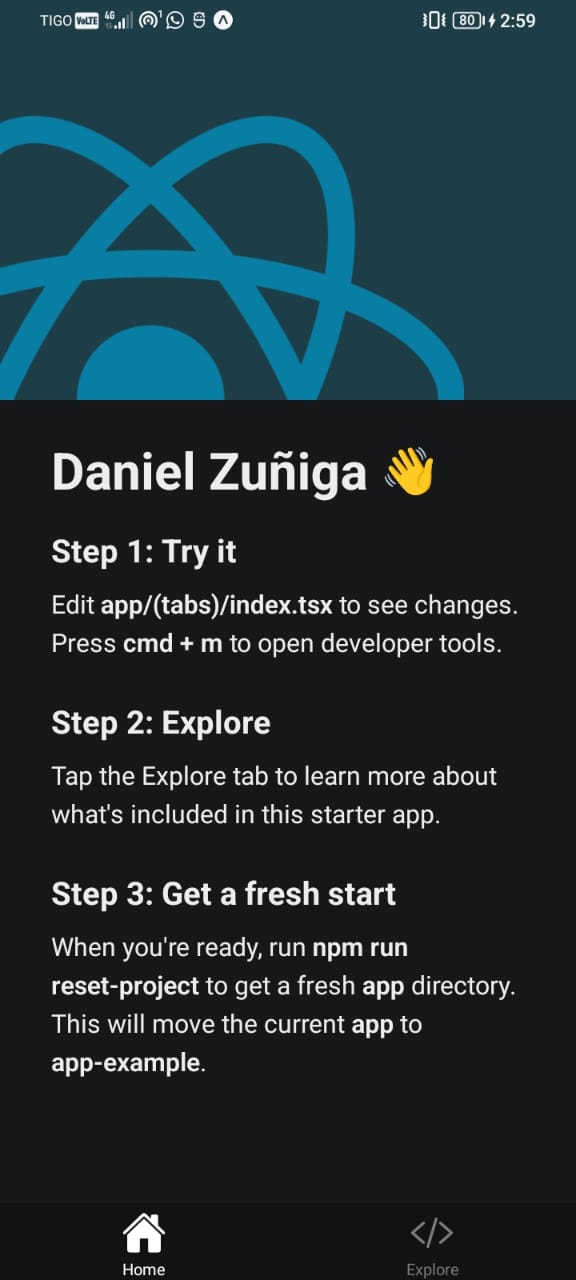 TIGO VoLTE 4G 1 80 2:59
Daniel Zuñiga 👋
Step 1: Try it
Edit app/(tabs)/index.tsx to see changes.
Press cmd + m to open developer tools.
Step 2: Explore
Tap the Explore tab to learn more about
what's included in this starter app.
Step 3: Get a fresh start
When you're ready, run npm run
reset-project to get a fresh app directory.
This will move the current app to
app-example.
Home Explore